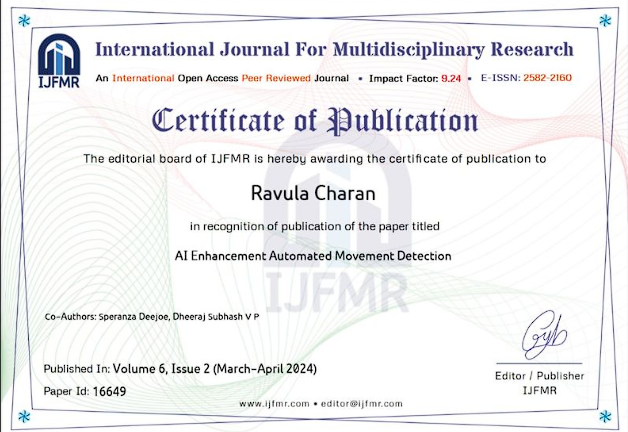 IJFMR
International Journal For Multidisciplinary Research
An International Open Access Peer Reviewed Journal • Impact Factor: 9.24 • E-ISSN: 2582-2160
Certificate of Publication
The editorial board of IJFMR is hereby awarding the certificate of publication to
Ravula Charan
in recognition of publication of the paper titled
AI Enhancement Automated Movement Detection
IJFMR
Co-Authors: Speranza Deejoe, Dheeraj Subhash V P
Published In: Volume 6, Issue 2 (March-April 2024)
Paper Id: 16649
Editor / Publisher
IJFMR
www.ijfmr.com • editor@ijfmr.com